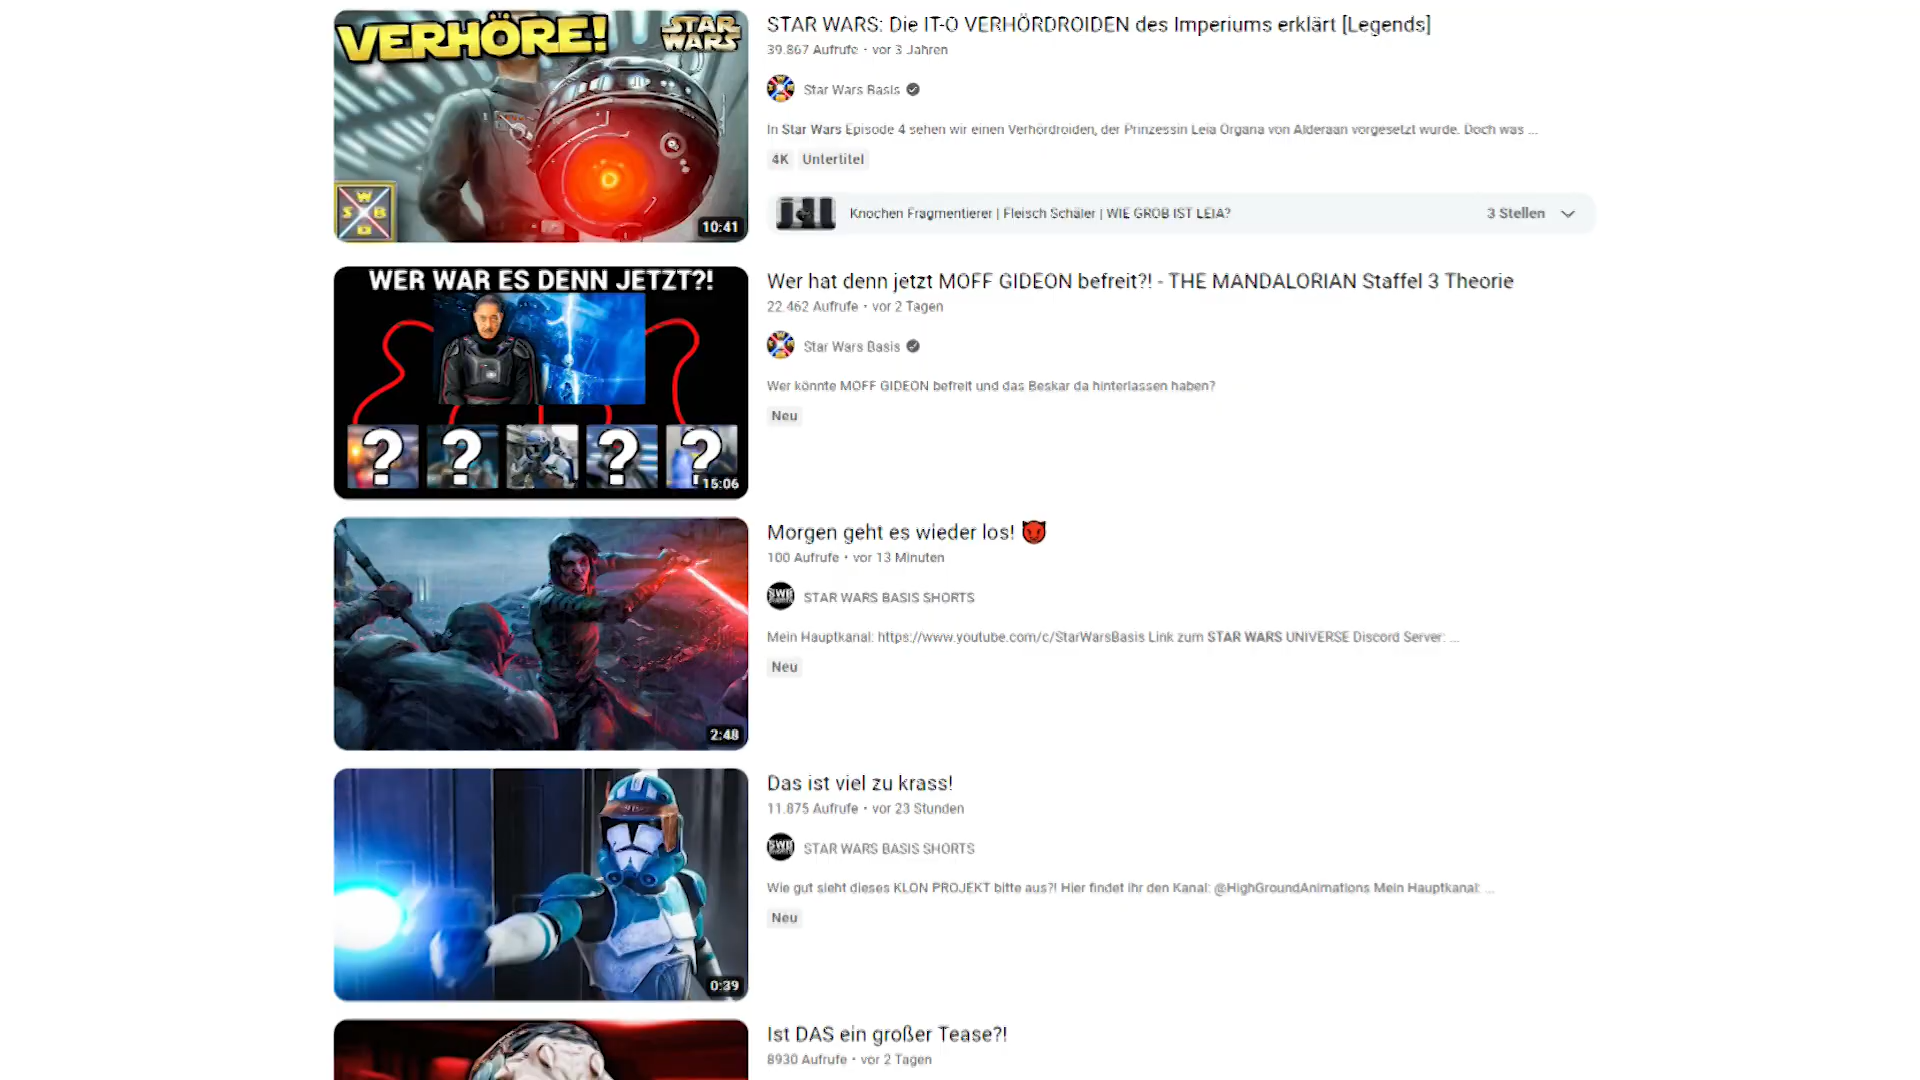 VERHÖRE!
STAR WARS
W
S B
10:41
STAR WARS: Die IT-O VERHÖRDROIDEN des Imperiums erklärt [Legends]
39.867 Aufrufe • vor 3 Jahren
Star Wars Basis
In Star Wars Episode 4 sehen wir einen Verhördroiden, der Prinzessin Leia Organa von Alderaan vorgesetzt wurde. Doch was ...
4K Untertitel
Knochen Fragmentierer | Fleisch Schäler | WIE GROB IST LEIA?
3 Stellen
WER WAR ES DENN JETZT?!
? ? ? ?
15:06
Wer hat denn jetzt MOFF GIDEON befreit?! - THE MANDALORIAN Staffel 3 Theorie
22.462 Aufrufe • vor 2 Tagen
Star Wars Basis
Wer könnte MOFF GIDEON befreit und das Beskar da hinterlassen haben?
Neu
2:48
Morgen geht es wieder los! 😈
100 Aufrufe • vor 13 Minuten
SWB
STAR WARS BASIS SHORTS
Mein Hauptkanal: https://www.youtube.com/c/StarWarsBasis Link zum STAR WARS UNIVERSE Discord Server: ...
Neu
0:39
Das ist viel zu krass!
11.875 Aufrufe • vor 23 Stunden
SWB
STAR WARS BASIS SHORTS
Wie gut sieht dieses KLON PROJEKT bitte aus?! Hier findet ihr den Kanal: @HighGroundAnimations Mein Hauptkanal: ...
Neu
Ist DAS ein großer Tease?!
8930 Aufrufe • vor 2 Tagen